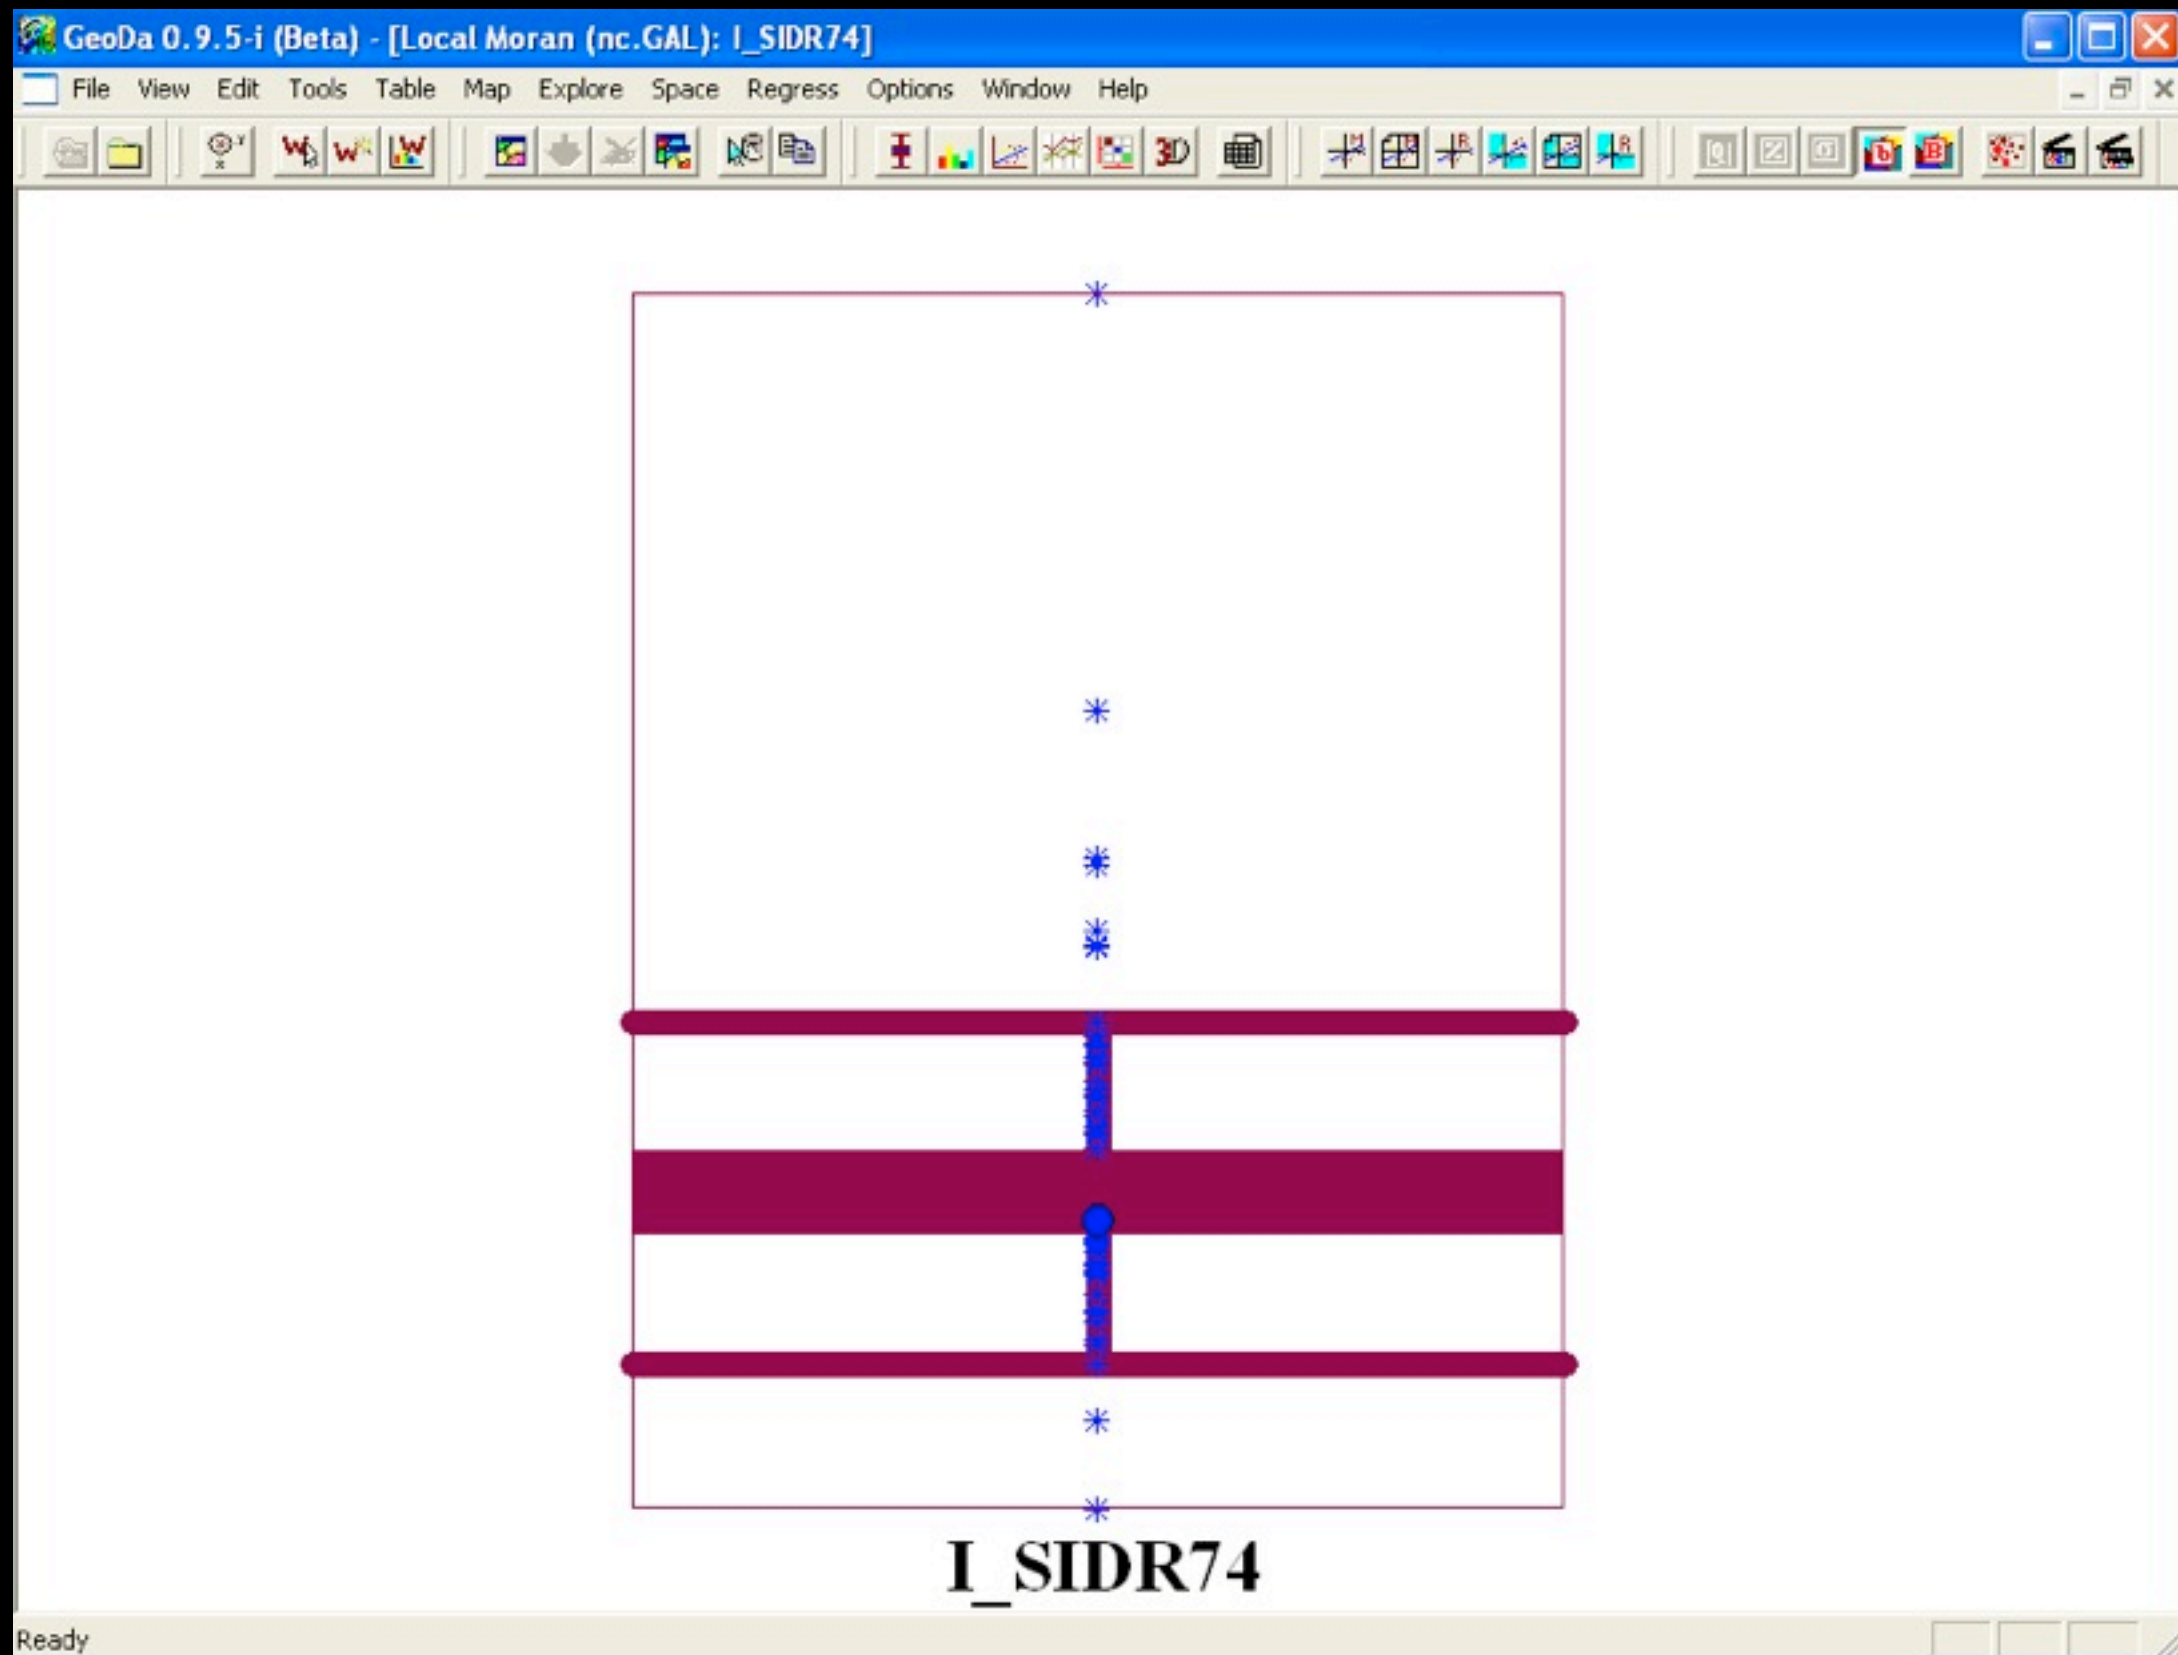 GeoDa 0.9.5-i (Beta) - [Local Moran (nc.GAL): I_SIDR74]
File View Edit Tools Table Map Explore Space Regress Options Window Help
W W W 3D M R R b B
I_SIDR74
Ready